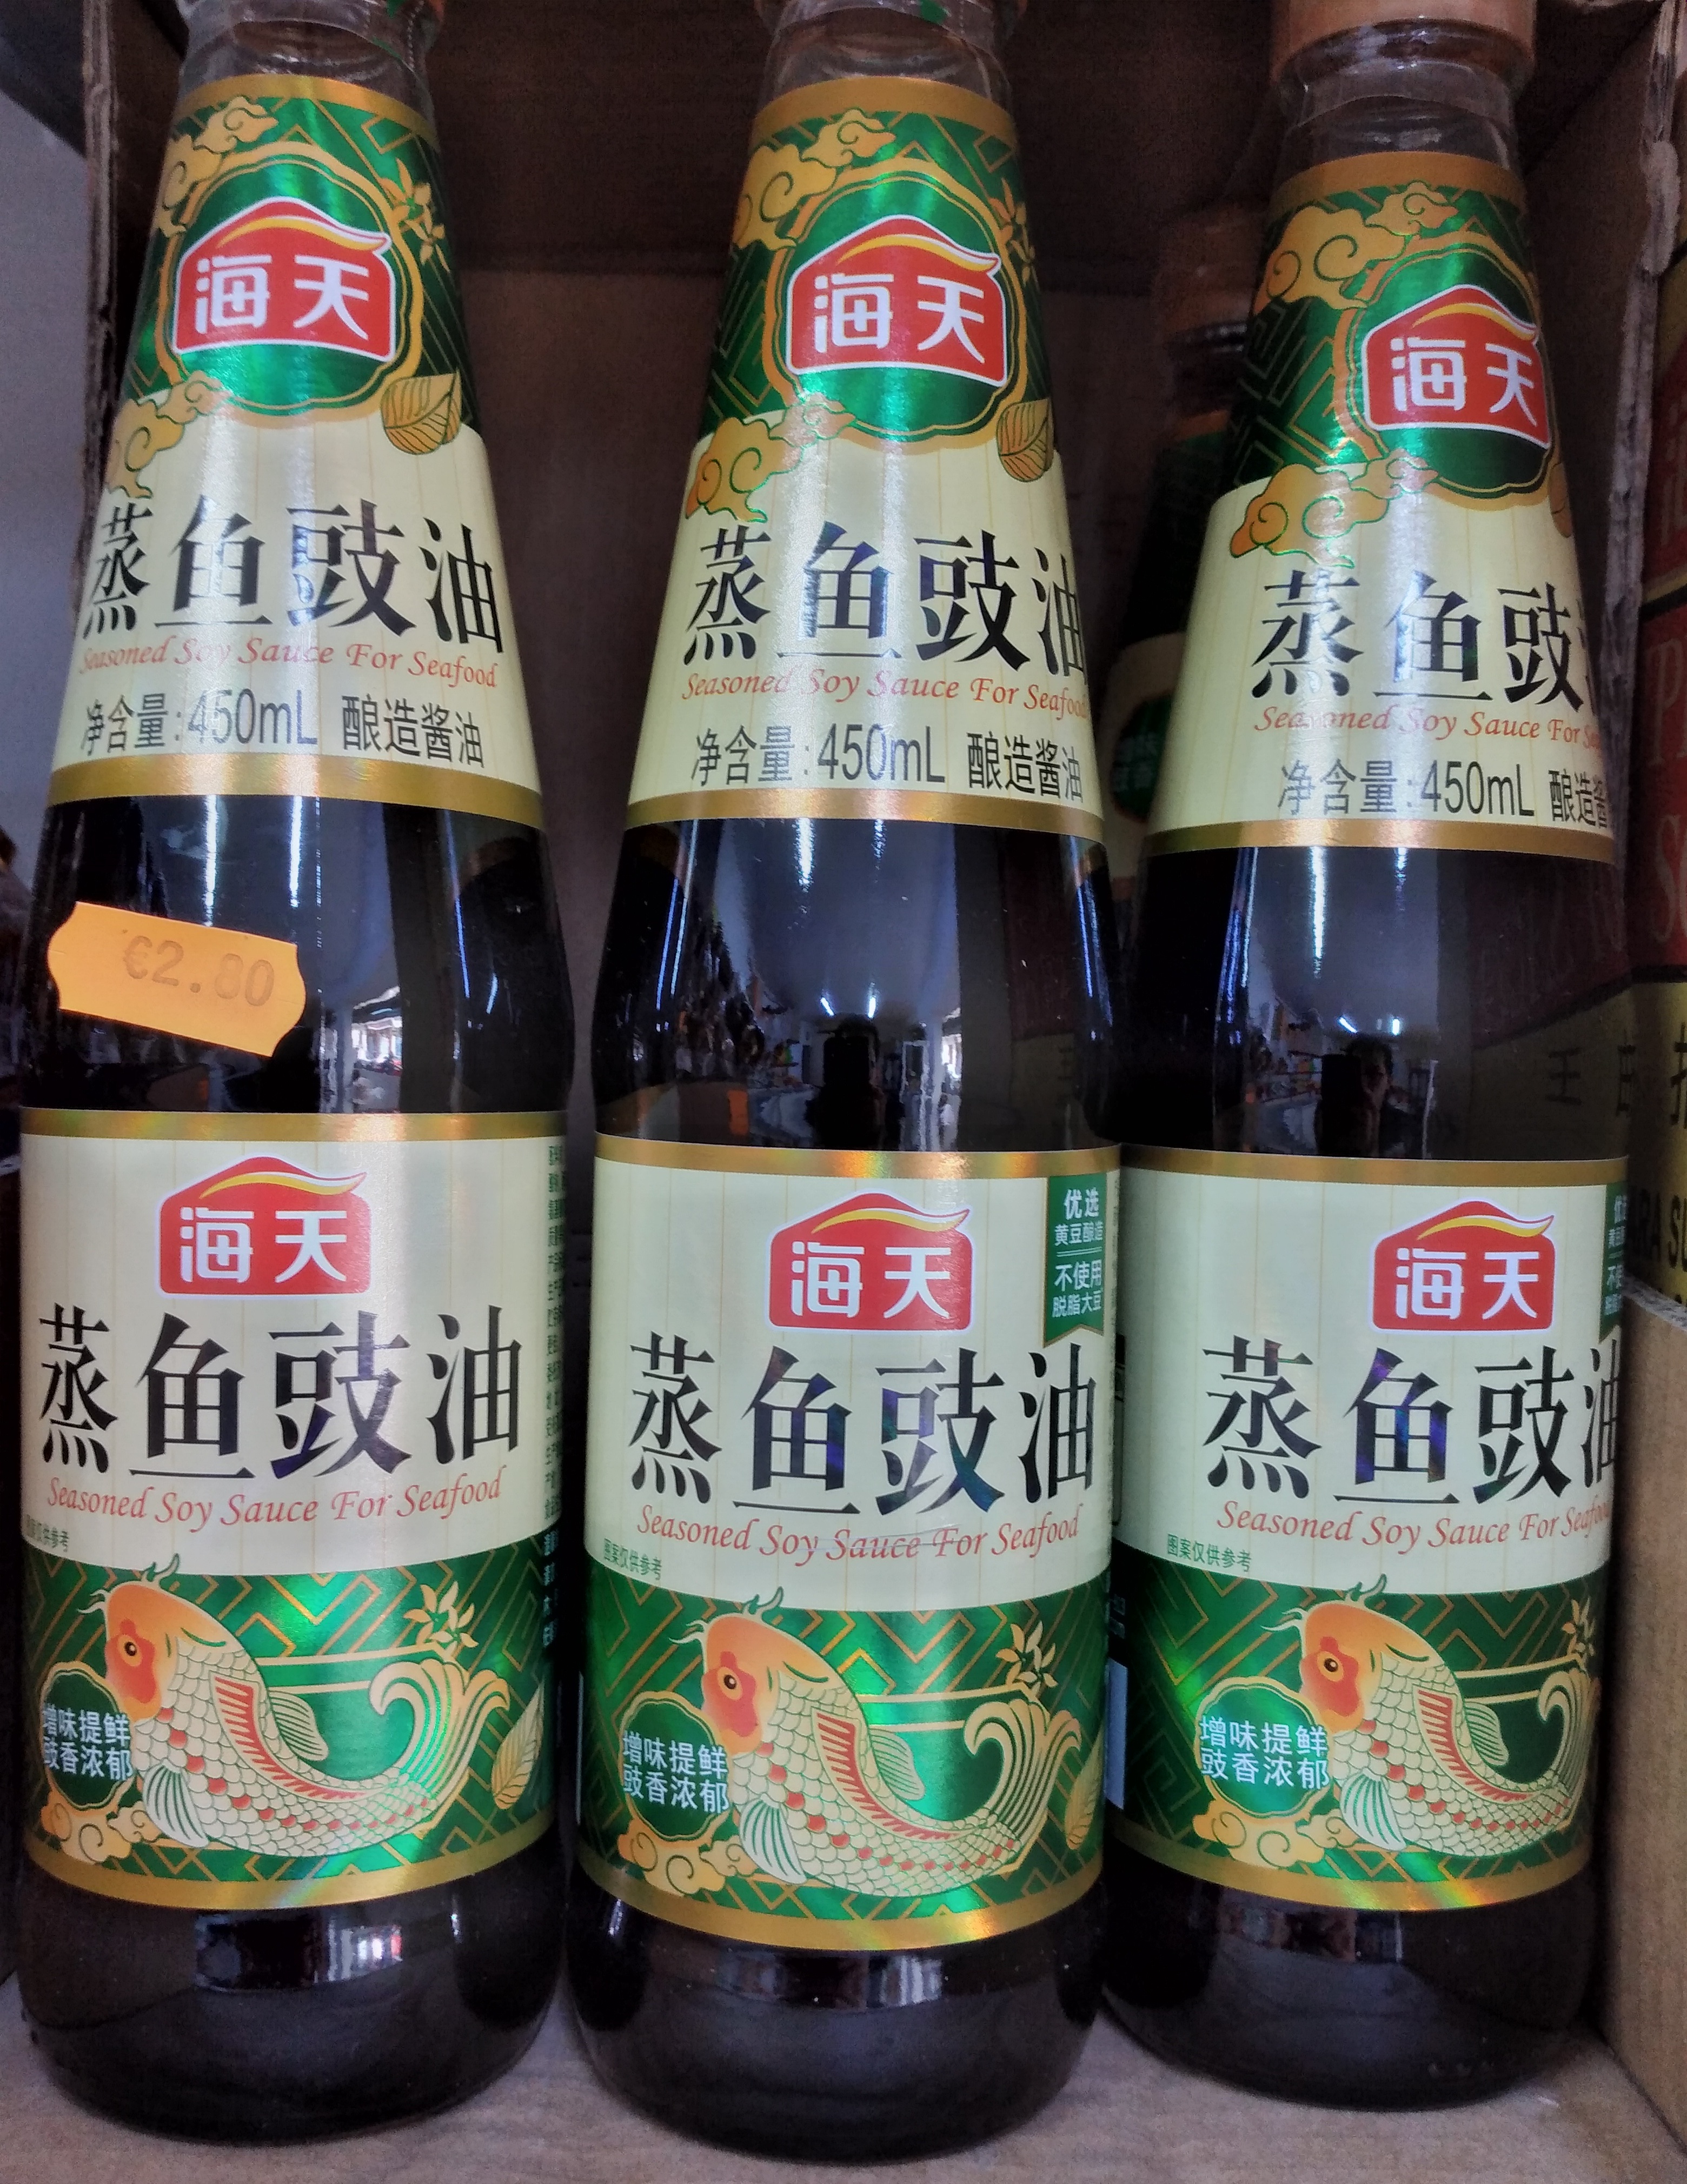 海天
蒸鱼豉油
Seasoned Soy Sauce For Seafood
净含量:450mL 酿造酱油
€2.80
海天
蒸鱼豉油
Seasoned Soy Sauce For Seafood
图案仅供参考
增味提鲜
豉香浓郁
海天
蒸鱼豉油
Seasoned Soy Sauce For Seafood
净含量:450mL 酿造酱油
海天
优选
黄豆酿造
不使用
脱脂大豆
蒸鱼豉油
Seasoned Soy Sauce For Seafood
图案仅供参考
增味提鲜
豉香浓郁
海天
蒸鱼豉
Seasoned Soy Sauce For
净含量:450mL 酿造酱
海天
蒸鱼豉油
Seasoned Soy Sauce For Seafood
图案仅供参考
增味提鲜
豉香浓郁